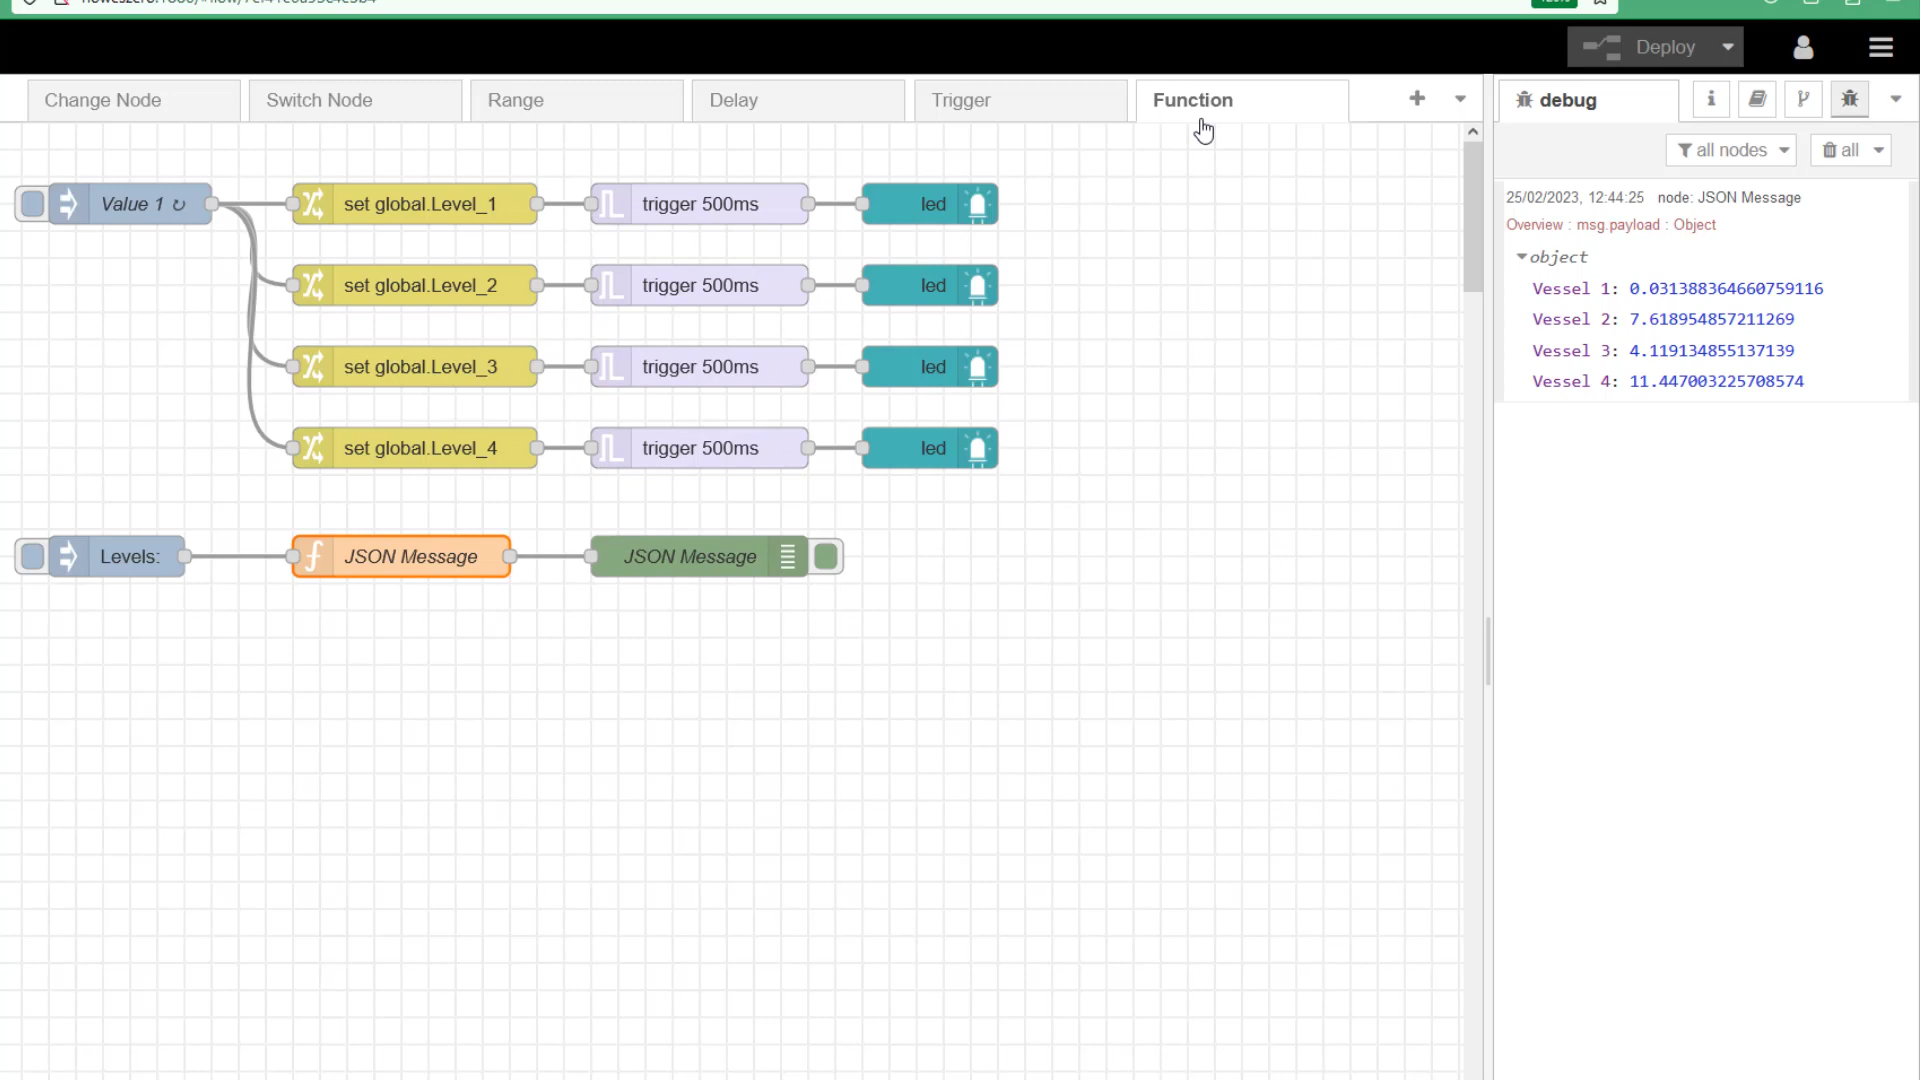 Deploy
Change Node
Switch Node
Range
Delay
Trigger
Function
debug
all nodes
all
Value 1 ↻
set global.Level_1
trigger 500ms
led
set global.Level_2
trigger 500ms
led
set global.Level_3
trigger 500ms
led
set global.Level_4
trigger 500ms
led
Levels:
JSON Message
JSON Message
25/02/2023, 12:44:25 node: JSON Message
Overview : msg.payload : Object
object
Vessel 1: 0.031388364660759116
Vessel 2: 7.618954857211269
Vessel 3: 4.119134855137139
Vessel 4: 11.447003225708574